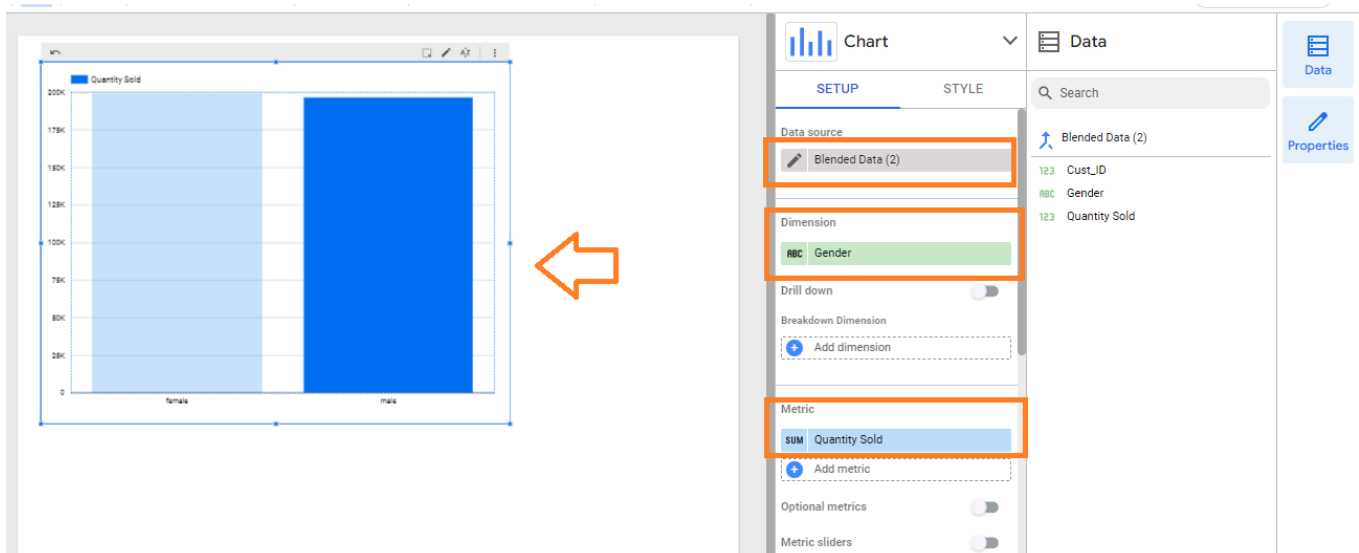 Quantity Sold
200K
175K
150K
125K
100K
75K
50K
25K
0
female
male
Chart
SETUP
STYLE
Data source
Blended Data (2)
Dimension
ABC Gender
Drill down
Breakdown Dimension
Add dimension
Metric
SUM Quantity Sold
Add metric
Optional metrics
Metric sliders
Data
Search
Blended Data (2)
123 Cust_ID
ABC Gender
123 Quantity Sold
Data
Properties